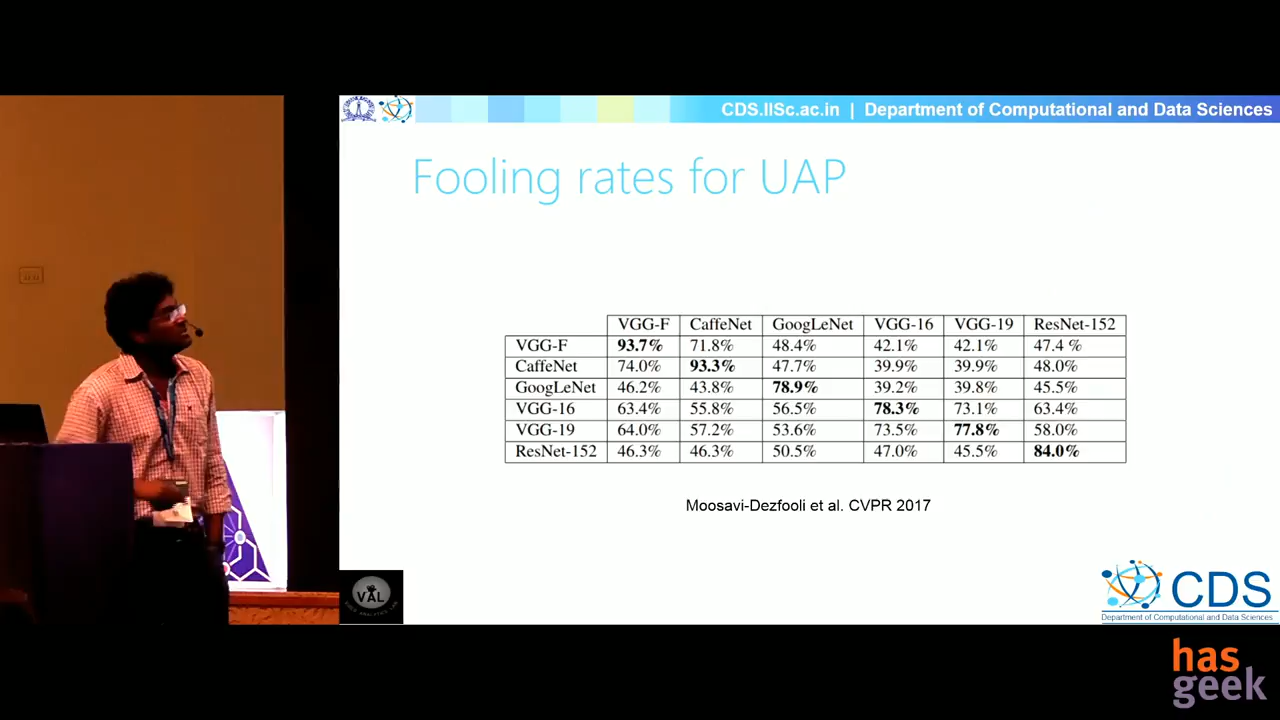 CDS.IISc.ac.in | Department of Computational and Data Sciences
Fooling rates for UAP
VGG-F CaffeNet GoogLeNet VGG-16 VGG-19 ResNet-152
VGG-F 93.7% 71.8% 48.4% 42.1% 42.1% 47.4 %
CaffeNet 74.0% 93.3% 47.7% 39.9% 39.9% 48.0%
GoogLeNet 46.2% 43.8% 78.9% 39.2% 39.8% 45.5%
VGG-16 63.4% 55.8% 56.5% 78.3% 73.1% 63.4%
VGG-19 64.0% 57.2% 53.6% 73.5% 77.8% 58.0%
ResNet-152 46.3% 46.3% 50.5% 47.0% 45.5% 84.0%
Moosavi-Dezfooli et al. CVPR 2017
VAL
VIDEO ANALYTICS LAB
CDS
Department of Computational and Data Sciences
has
geek